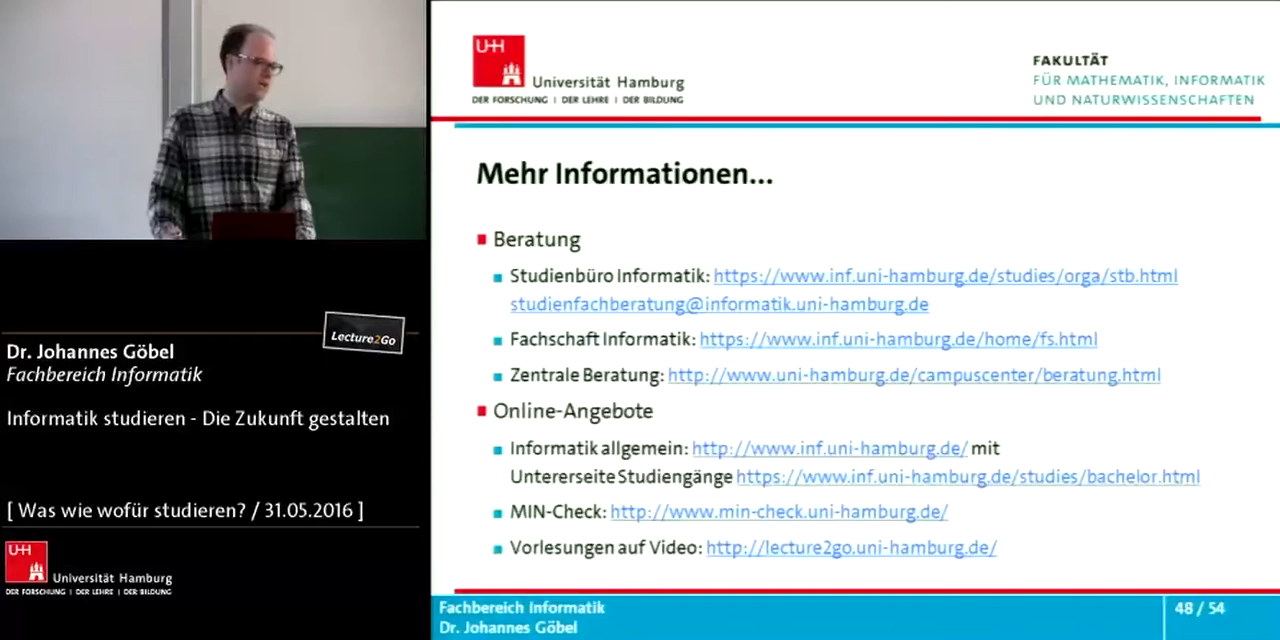 UHH
Universität Hamburg
DER FORSCHUNG | DER LEHRE | DER BILDUNG
FAKULTÄT
FÜR MATHEMATIK, INFORMATIK
UND NATURWISSENSCHAFTEN
Mehr Informationen...
Beratung
Studienbüro Informatik: https://www.inf.uni-hamburg.de/studies/orga/stb.html
studienfachberatung@informatik.uni-hamburg.de
Fachschaft Informatik: https://www.inf.uni-hamburg.de/home/fs.html
Zentrale Beratung: http://www.uni-hamburg.de/campuscenter/beratung.html
Online-Angebote
Informatik allgemein: http://www.inf.uni-hamburg.de/ mit
Untererseite Studiengänge https://www.inf.uni-hamburg.de/studies/bachelor.html
MIN-Check: http://www.min-check.uni-hamburg.de/
Vorlesungen auf Video: http://lecture2go.uni-hamburg.de/
Fachbereich Informatik
Dr. Johannes Göbel
48 / 54
Lecture2Go
Dr. Johannes Göbel
Fachbereich Informatik
Informatik studieren - Die Zukunft gestalten
[ Was wie wofür studieren? / 31.05.2016 ]
UHH
Universität Hamburg
DER FORSCHUNG | DER LEHRE | DER BILDUNG